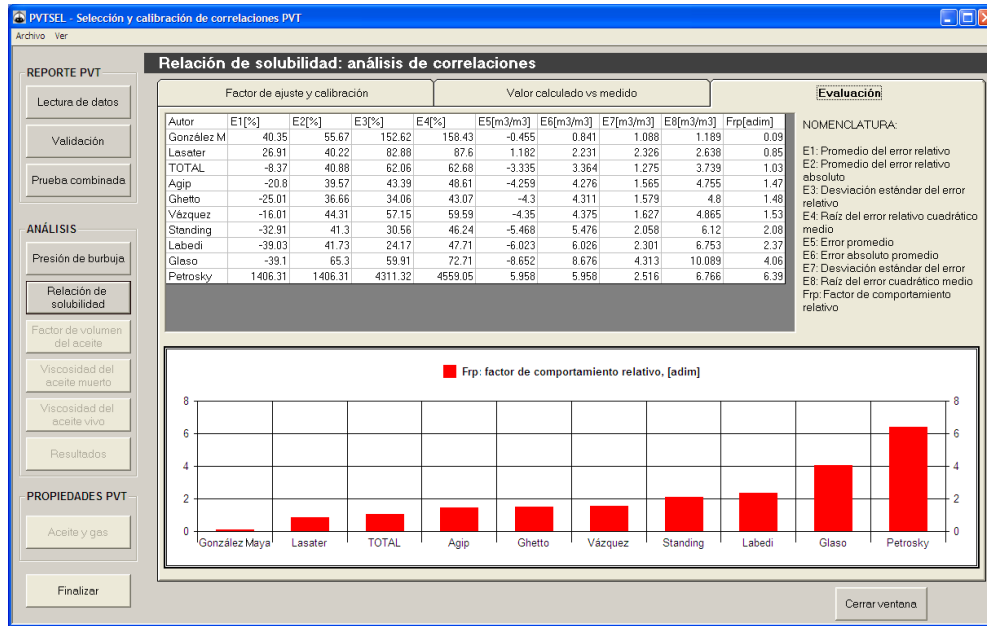 PVTSEL - Selección y calibración de correlaciones PVT
Archivo Ver
REPORTE PVT
Lectura de datos
Validación
Prueba combinada
ANÁLISIS
Presión de burbuja
Relación de
solubilidad
Factor de volumen
del aceite
Viscosidad del
aceite muerto
Viscosidad del
aceite vivo
Resultados
PROPIEDADES PVT
Aceite y gas
Finalizar
Relación de solubilidad: análisis de correlaciones
Factor de ajuste y calibración Valor calculado vs medido Evaluación
Autor E1[%] E2[%] E3[%] E4[%] E5[m3/m3] E6[m3/m3] E7[m3/m3] E8[m3/m3] Frp[adim]
González M 40.35 55.67 152.62 158.43 -0.455 0.841 1.088 1.189 0.09
Lasater 26.91 40.22 82.88 87.6 1.182 2.231 2.326 2.638 0.85
TOTAL -8.37 40.88 62.06 62.68 -3.335 3.364 1.275 3.739 1.03
Agip -20.8 39.57 43.39 48.61 -4.259 4.276 1.565 4.755 1.47
Ghetto -25.01 36.66 34.06 43.07 -4.3 4.311 1.579 4.8 1.48
Vázquez -16.01 44.31 57.15 59.59 -4.35 4.375 1.627 4.865 1.53
Standing -32.91 41.3 30.56 46.24 -5.468 5.476 2.058 6.12 2.08
Labedi -39.03 41.73 24.17 47.71 -6.023 6.026 2.301 6.753 2.37
Glaso -39.1 65.3 59.91 72.71 -8.652 8.676 4.313 10.089 4.06
Petrosky 1406.31 1406.31 4311.32 4559.05 5.958 5.958 2.516 6.766 6.39
NOMENCLATURA:
E1: Promedio del error relativo
E2: Promedio del error relativo
absoluto
E3: Desviación estándar del error
relativo
E4: Raíz del error relativo cuadrático
medio
E5: Error promedio
E6: Error absoluto promedio
E7: Desviación estándar del error
E8: Raíz del error cuadrático medio
Frp: Factor de comportamiento
relativo
Frp: factor de comportamiento relativo, [adim]
8 8
6 6
4 4
2 2
0 0
González Maya Lasater TOTAL Agip Ghetto Vázquez Standing Labedi Glaso Petrosky
Cerrar ventana